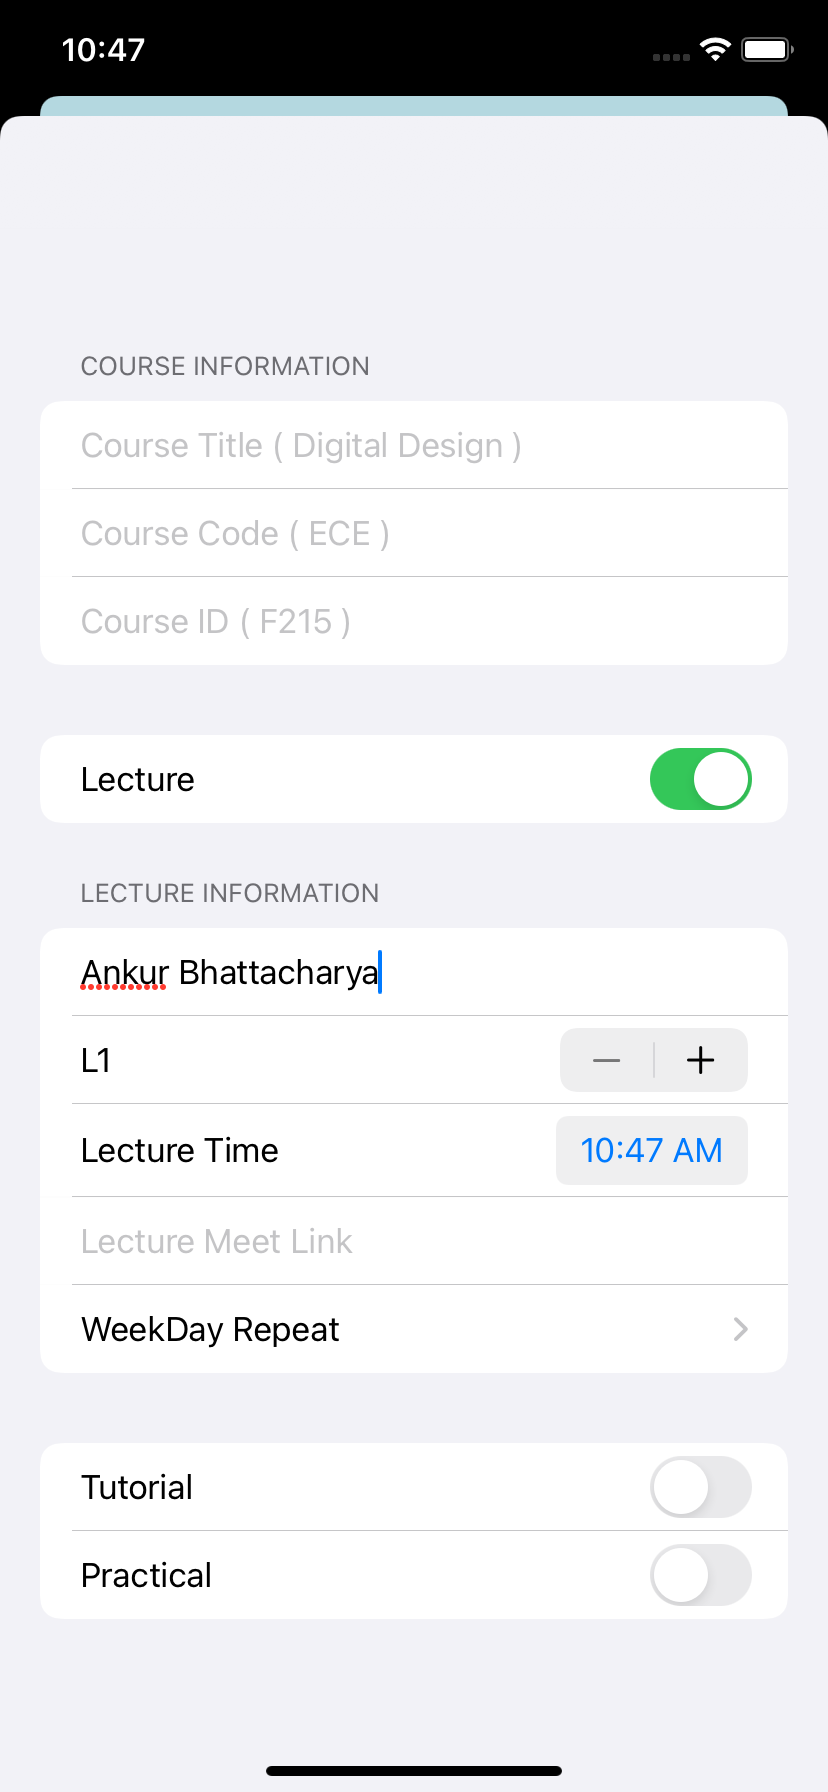 10:47
COURSE INFORMATION
Course Title ( Digital Design )
Course Code ( ECE )
Course ID ( F215 )
Lecture
LECTURE INFORMATION
Ankur Bhattacharya
L1
Lecture Time 10:47 AM
Lecture Meet Link
WeekDay Repeat
Tutorial
Practical